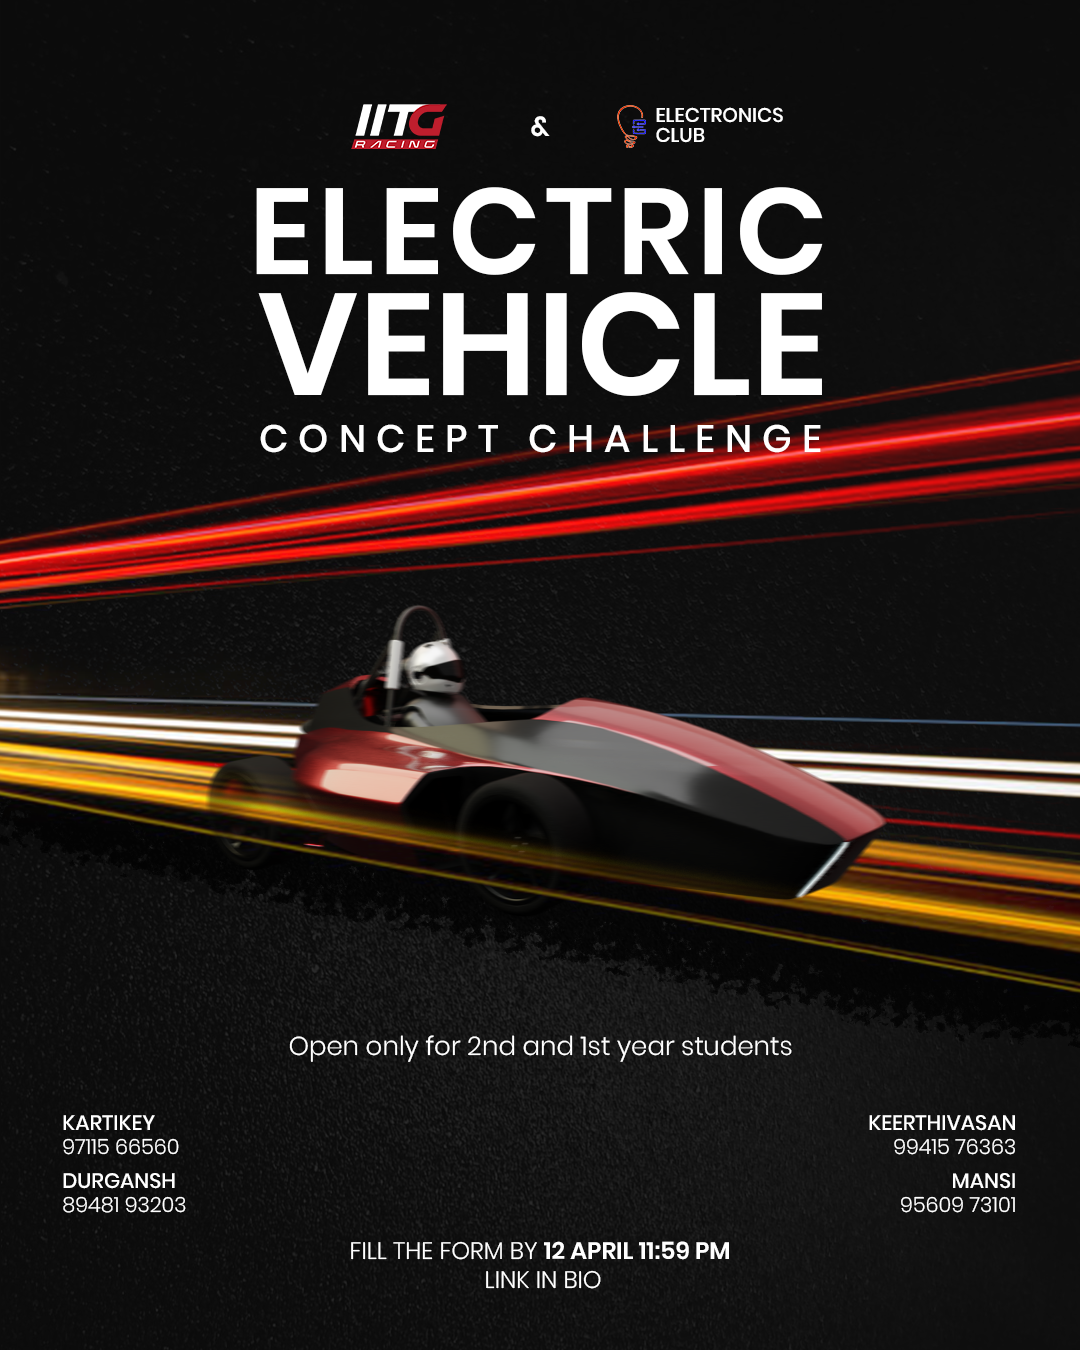 IITG
RACING
&
ELECTRONICS
CLUB
ELECTRIC
VEHICLE
CONCEPT CHALLENGE
Open only for 2nd and 1st year students
KARTIKEY
97115 66560
DURGANSH
89481 93203
KEERTHIVASAN
99415 76363
MANSI
95609 73101
FILL THE FORM BY 12 APRIL 11:59 PM
LINK IN BIO